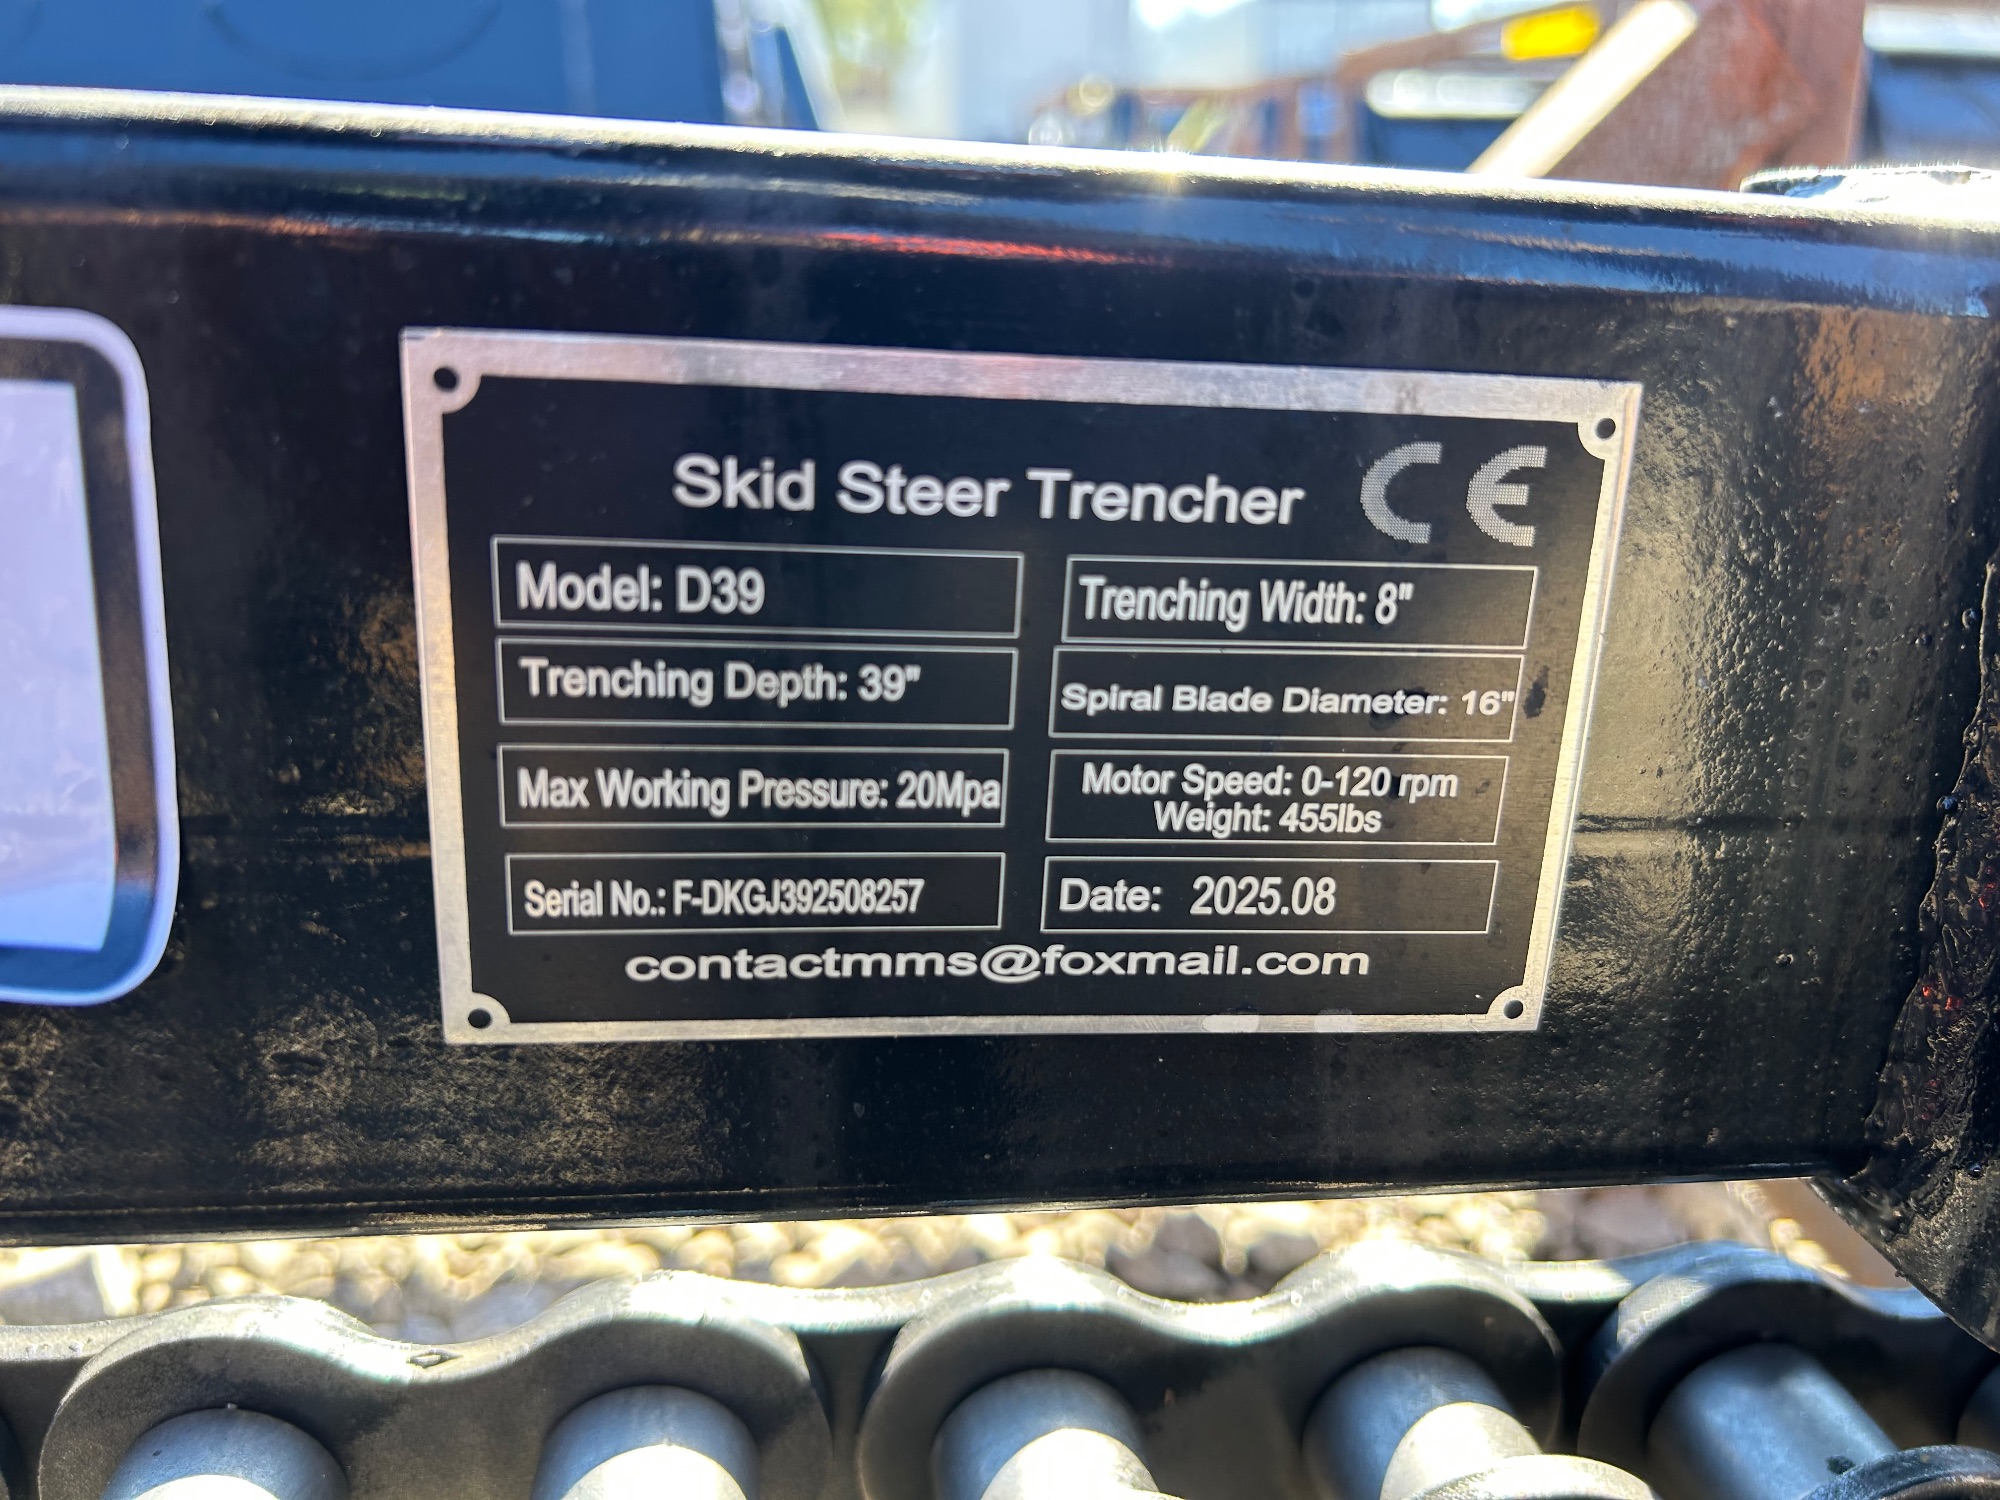 Skid Steer Trencher CE
Model: D39
Trenching Width: 8"
Trenching Depth: 39"
Spiral Blade Diameter: 16"
Max Working Pressure: 20Mpa
Motor Speed: 0-120 rpm
Weight: 455lbs
Serial No.: F-DKGJ392508257
Date: 2025.08
contactmms@foxmail.com